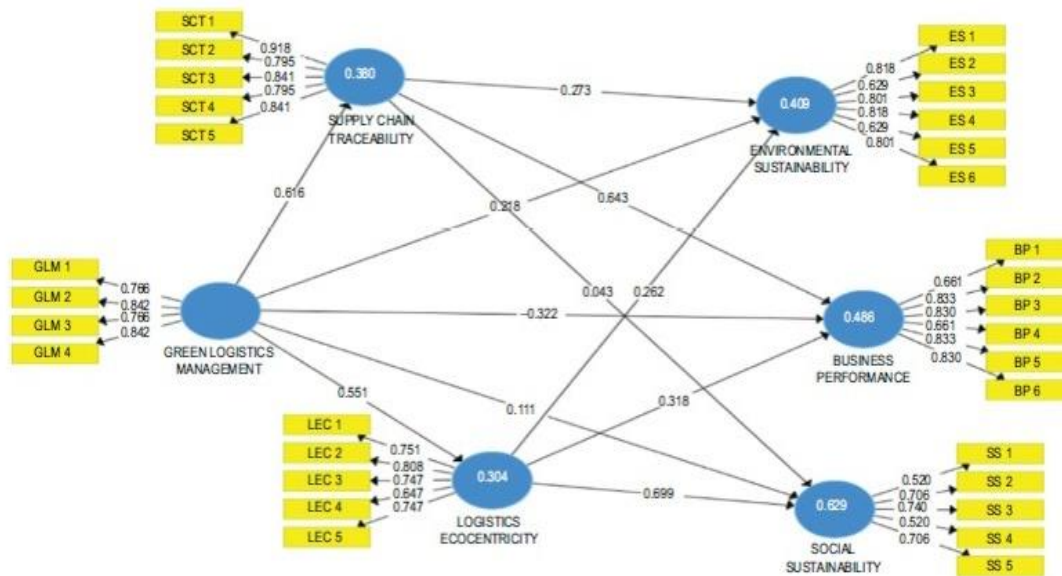 SCT 1
SCT 2
SCT 3
SCT 4
SCT 5
0.918
0.795
0.841
0.795
0.841
0.380
SUPPLY CHAIN
TRACEABILITY
0.273
ES 1
ES 2
ES 3
ES 4
ES 5
ES 6
0.818
0.629
0.801
0.818
0.629
0.801
0.409
ENVIRONMENTAL
SUSTAINABILITY
0.616
0.218
0.643
GLM 1
GLM 2
GLM 3
GLM 4
0.766
0.842
0.766
0.842
GREEN LOGISTICS
MANAGEMENT
0.043
0.262
–0.322
BP 1
BP 2
BP 3
BP 4
BP 5
BP 6
0.661
0.833
0.830
0.661
0.833
0.830
0.486
BUSINESS
PERFORMANCE
0.551
0.111
0.318
LEC 1
LEC 2
LEC 3
LEC 4
LEC 5
0.751
0.808
0.747
0.647
0.747
0.304
LOGISTICS
ECOCENTRICITY
0.699
SS 1
SS 2
SS 3
SS 4
SS 5
0.520
0.706
0.740
0.520
0.706
0.629
SOCIAL
SUSTAINABILITY